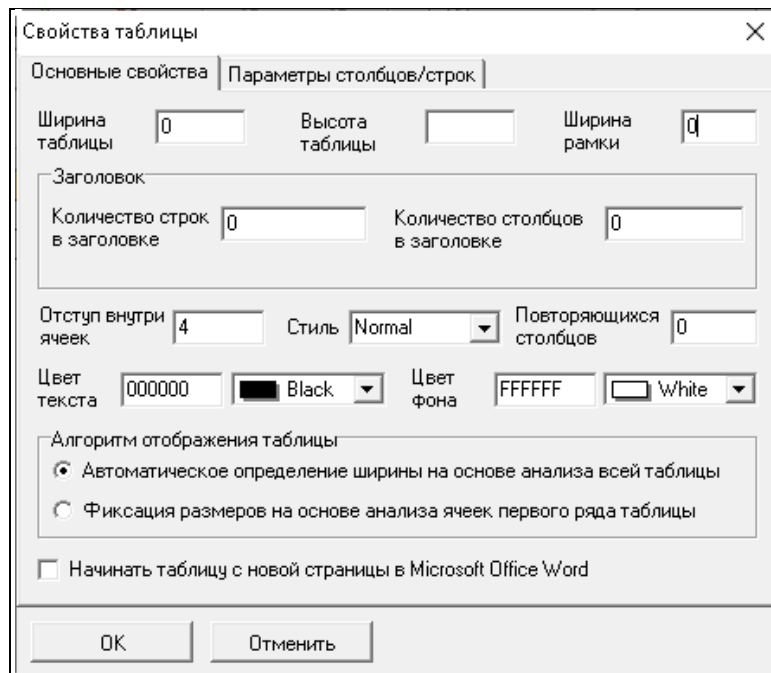 Свойства таблицы
Основные свойства Параметры столбцов/строк
Ширина таблицы 0 Высота таблицы Ширина рамки 0
Заголовок
Количество строк в заголовке 0 Количество столбцов в заголовке 0
Отступ внутри ячеек 4 Стиль Normal Повторяющихся столбцов 0
Цвет текста 000000 Black Цвет фона FFFFFF White
Алгоритм отображения таблицы
Автоматическое определение ширины на основе анализа всей таблицы
Фиксация размеров на основе анализа ячеек первого ряда таблицы
Начинать таблицу с новой страницы в Microsoft Office Word
OK Отменить